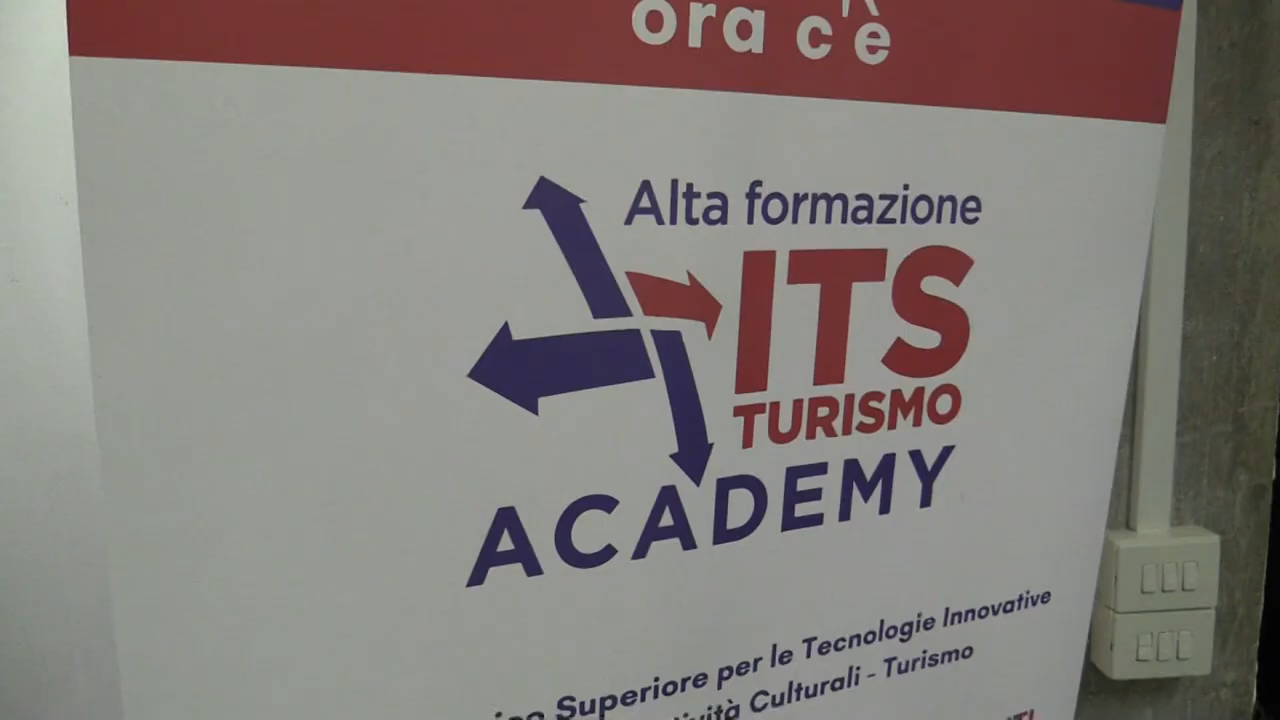 ora c'è
Alta formazione
ITS
TURISMO
ACADEMY
Superiore per le Tecnologie Innovative
Culturali - Turismo